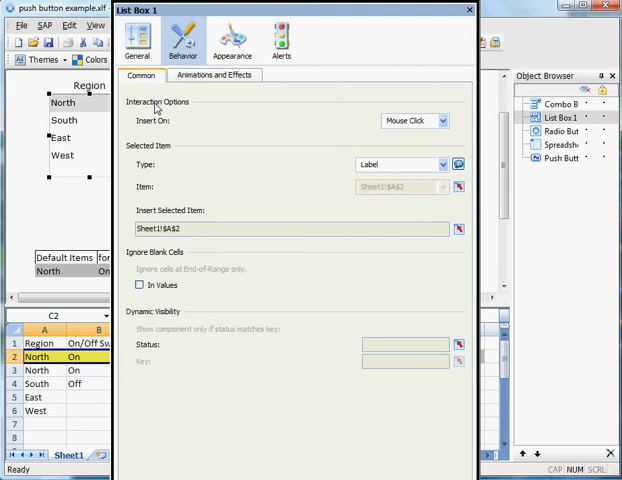 push button example.xlf
File SAP Edit View
Themes Colors
Region
North
South
East
West
Default Items for
North On
C2
A B
1 Region On/Off Sw
2 North On
3 North On
4 South Off
5 East
6 West
7
8
Sheet1
Ready
List Box 1
General Behavior Appearance Alerts
Common Animations and Effects
Interaction Options
Insert On: Mouse Click
Selected Item
Type: Label
Item: Sheet1!$A$2
Insert Selected Item:
Sheet1!$A$2
Ignore Blank Cells
Ignore cells at End-of-Range only.
In Values
Dynamic Visibility
Show component only if status matches key:
Status:
Key:
Object Browser
Combo B
List Box 1
Radio But
Spreadsh
Push Butt
CAP NUM SCRL